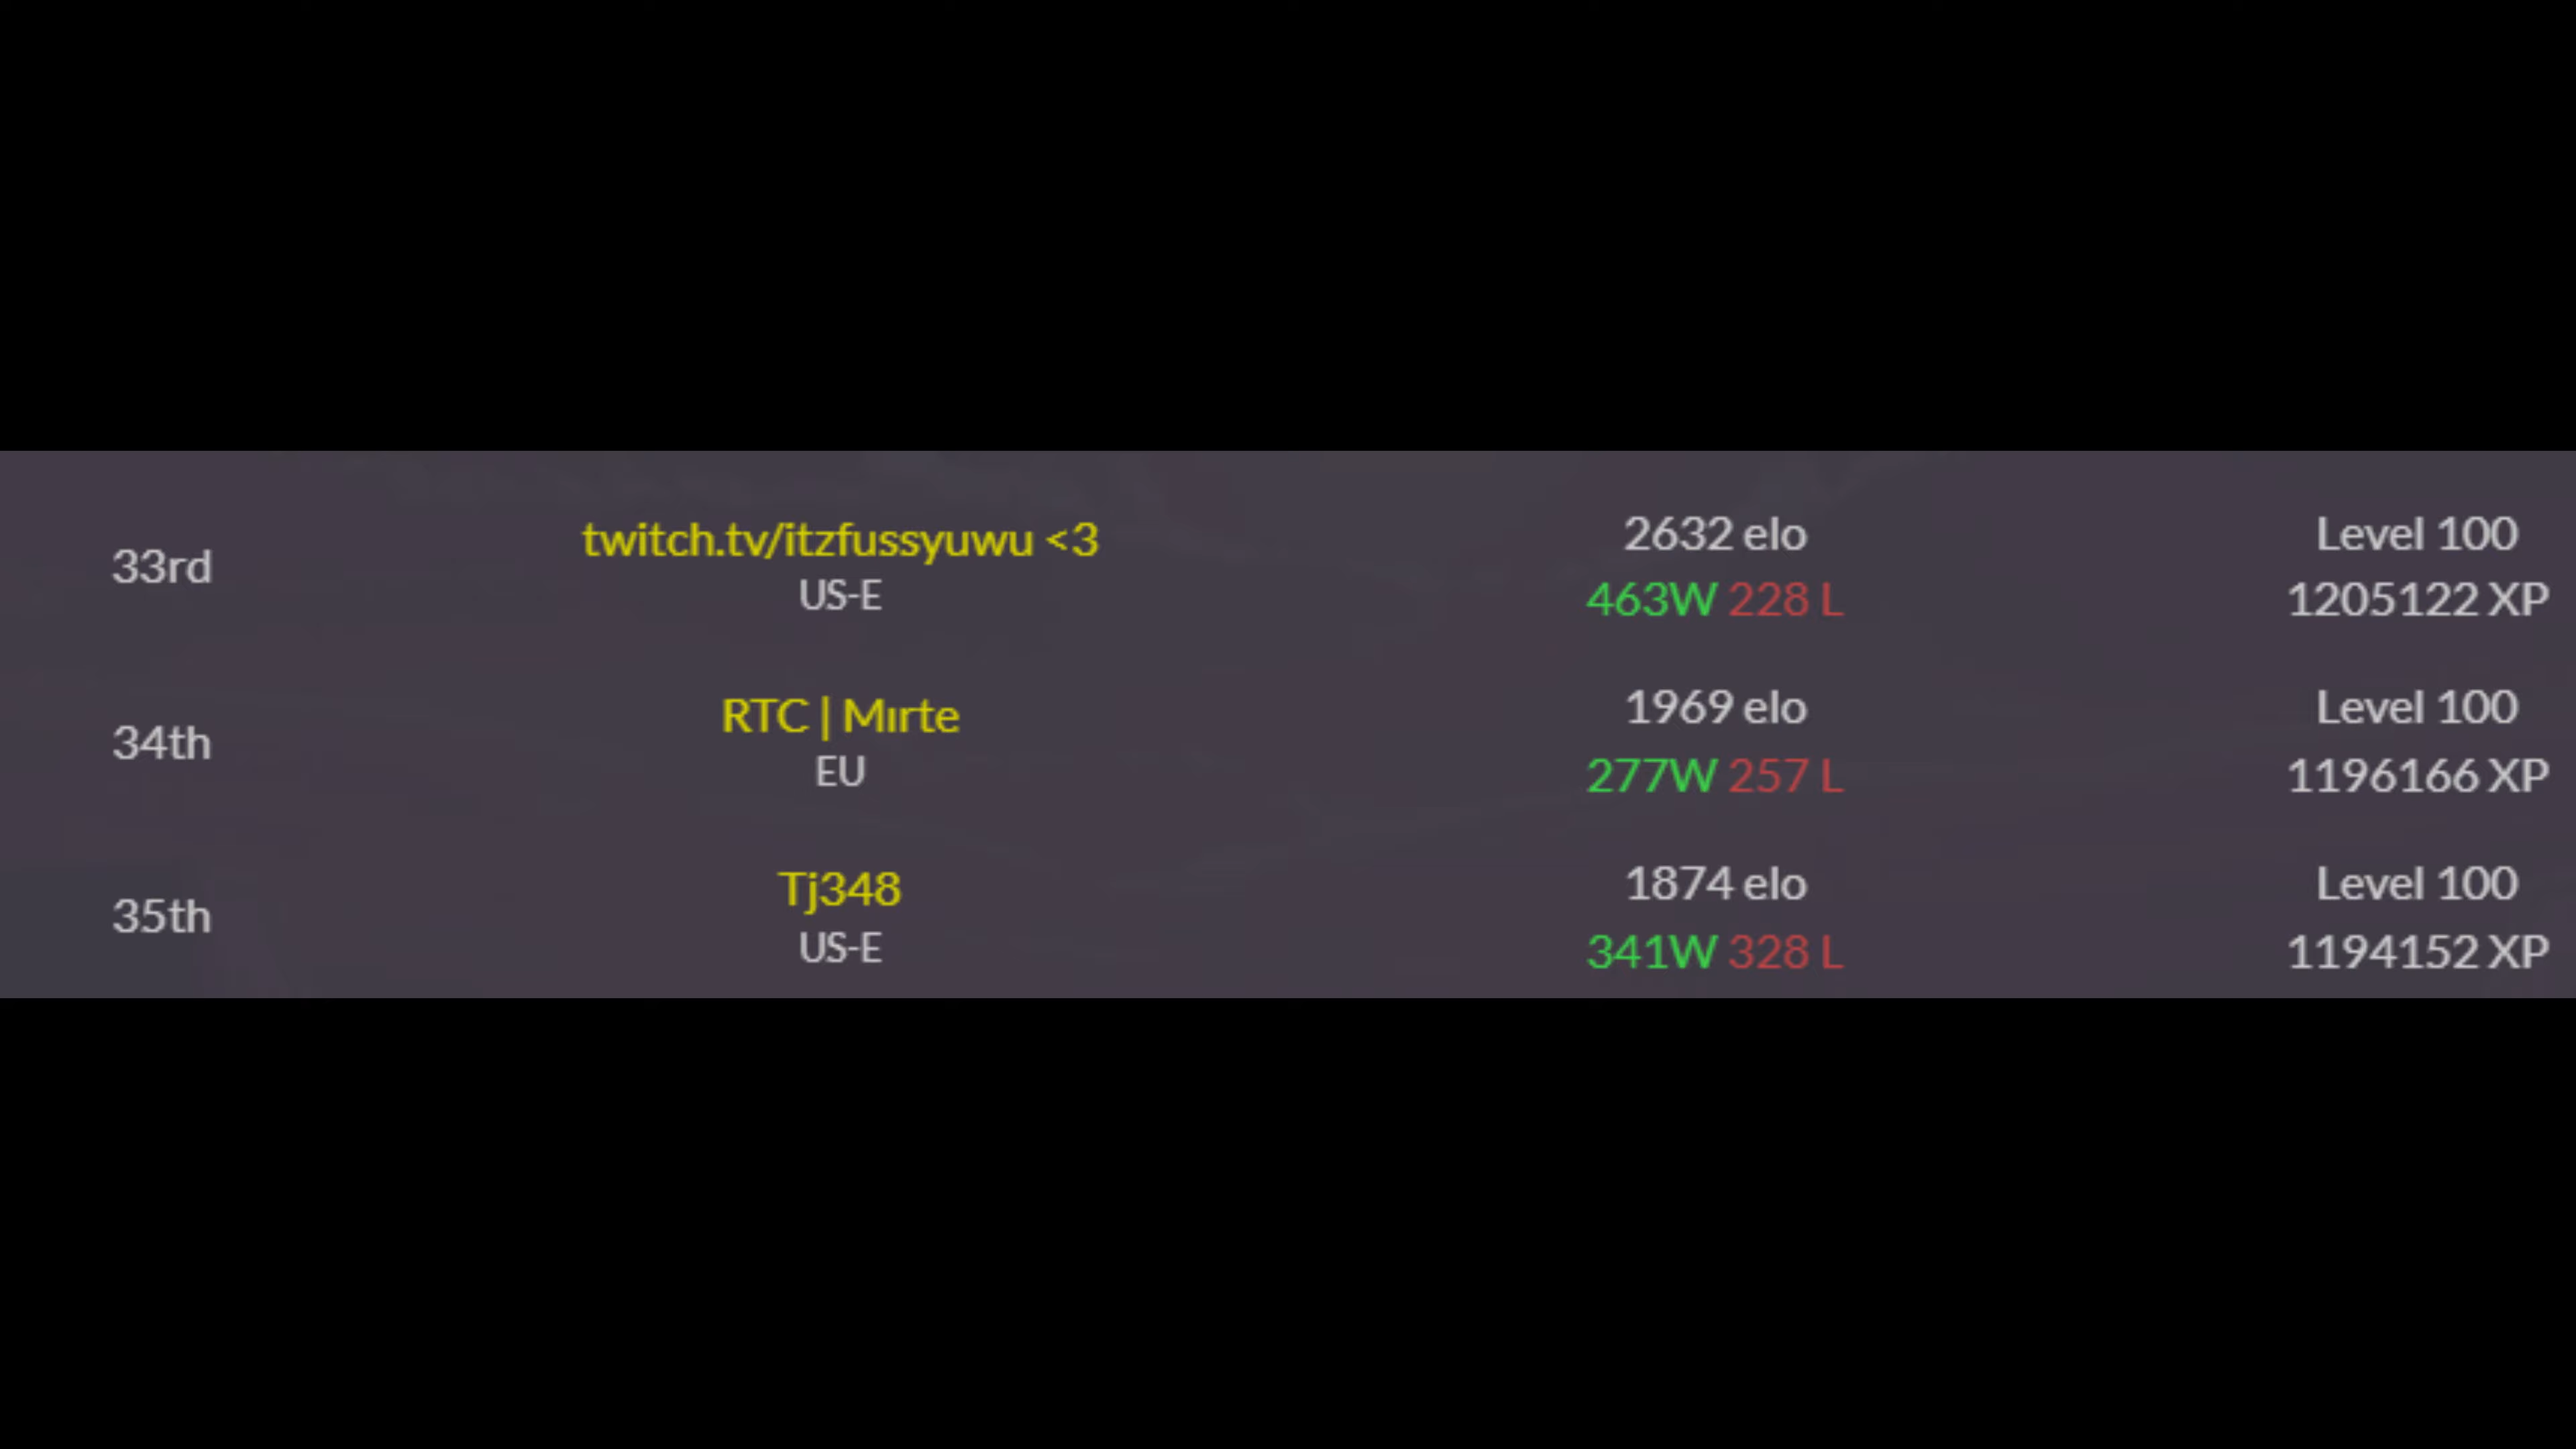 33rd
twitch.tv/itzfussyuwu <3
US-E
2632 elo
463W 228 L
Level 100
1205122 XP
34th
RTC | Mırte
EU
1969 elo
277W 257 L
Level 100
1196166 XP
35th
Tj348
US-E
1874 elo
341W 328 L
Level 100
1194152 XP